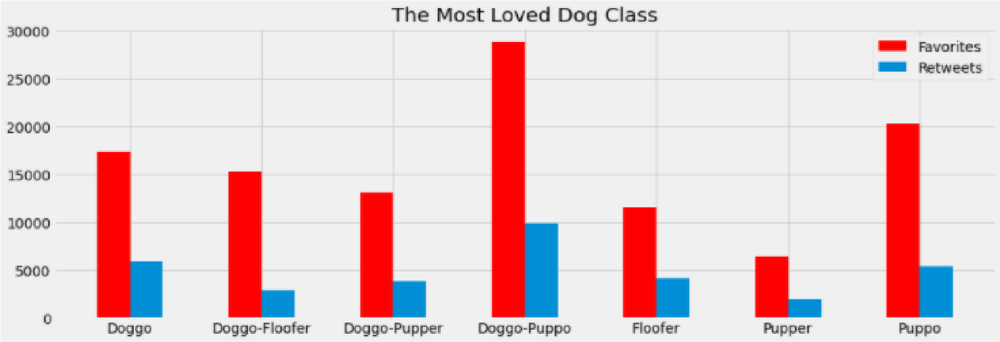 The Most Loved Dog Class
30000
25000
20000
15000
10000
5000
0
Favorites
Retweets
Doggo Doggo-Floofer Doggo-Pupper Doggo-Puppo Floofer Pupper Puppo